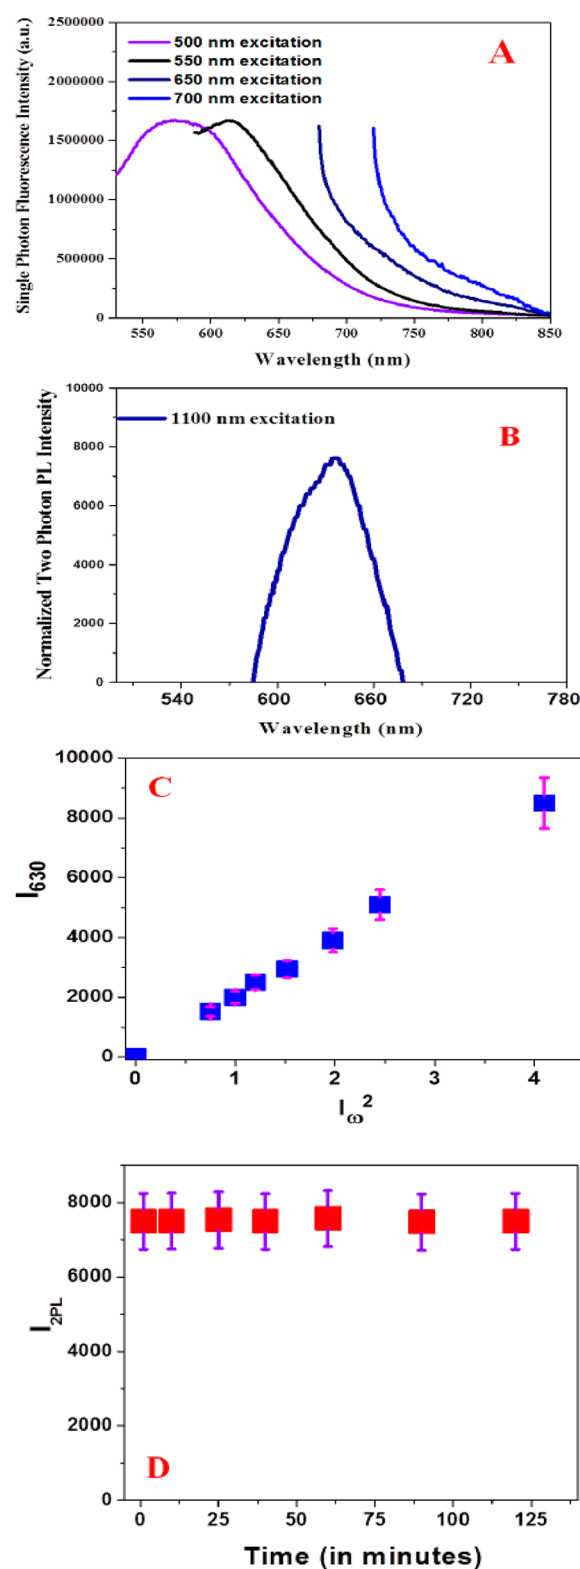 Single Photon Fluorescence Intensity (a.u.)
2500000
2000000
1500000
1000000
500000
0
500 nm excitation
550 nm excitation
650 nm excitation
700 nm excitation
A
550 600 650 700 750 800 850
Wavelength (nm)
Normalized Two Photon PL Intensity
10000
8000
6000
4000
2000
0
1100 nm excitation
B
540 600 660 720 780
Wavelength (nm)
I630
10000
8000
6000
4000
2000
0
C
0 1 2 3 4
Iω²
I2PL
8000
6000
4000
2000
0
D
0 25 50 75 100 125
Time (in minutes)